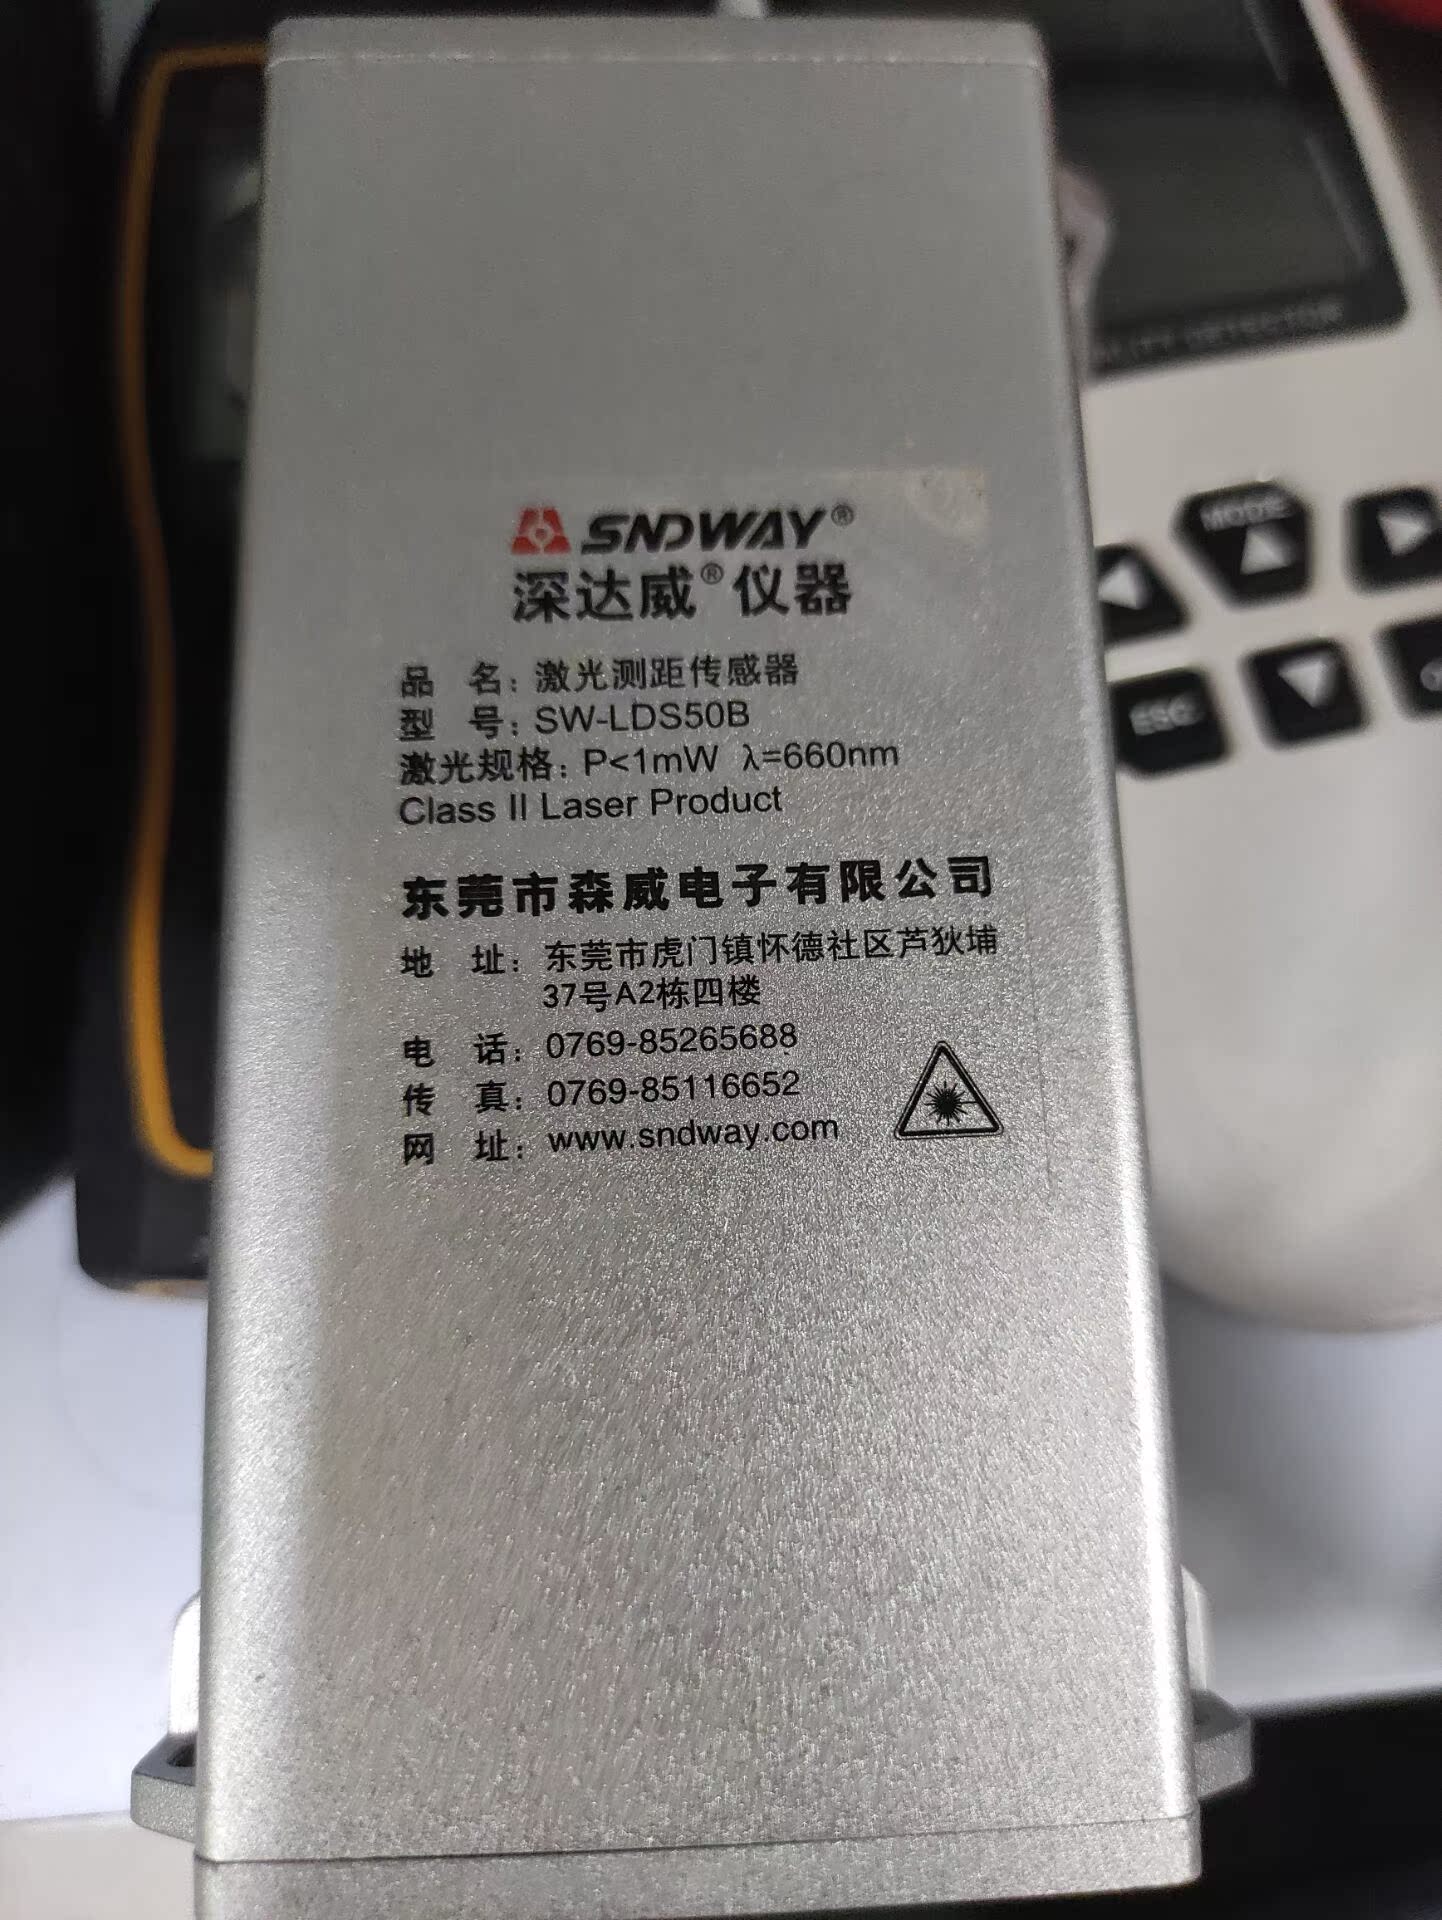 SNDWAY®
深达威®仪器
品 名：激光测距传感器
型 号：SW-LDS50B
激光规格：P<1mW λ=660nm
Class II Laser Product
东莞市森威电子有限公司
地 址：东莞市虎门镇怀德社区芦狄埔
37号A2栋四楼
电 话：0769-85265688
传 真：0769-85116652
网 址：www.sndway.com
DETECTOR
MODE
ESC